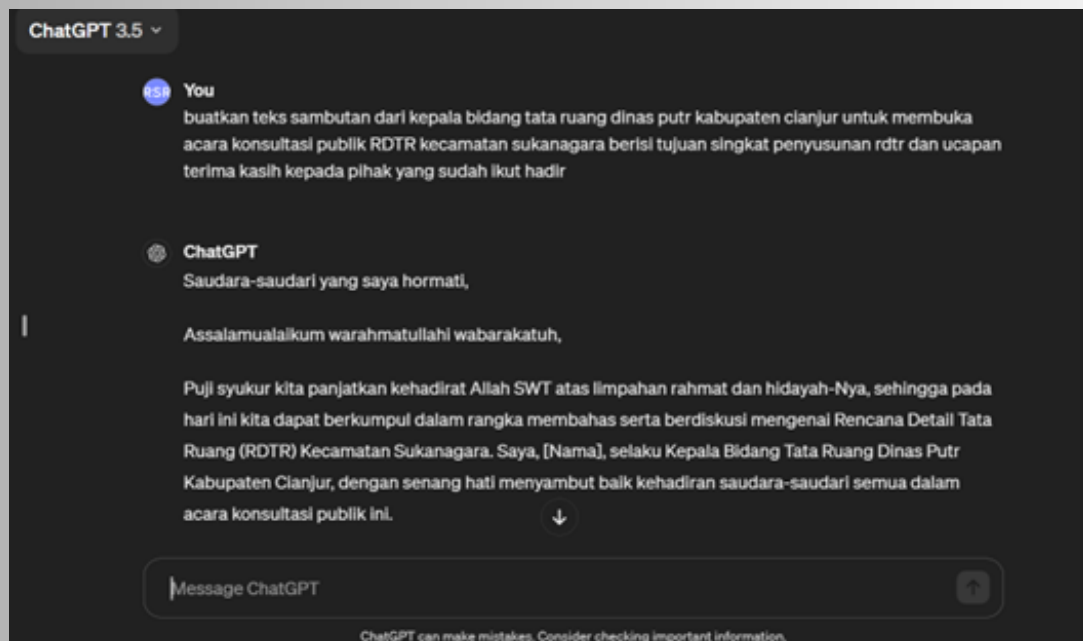 ChatGPT 3.5
RSR
You
buatkan teks sambutan dari kepala bidang tata ruang dinas putr kabupaten cianjur untuk membuka
acara konsultasi publik RDTR kecamatan sukanagara berisi tujuan singkat penyusunan rdtr dan ucapan
terima kasih kepada pihak yang sudah ikut hadir
ChatGPT
Saudara-saudari yang saya hormati,
Assalamualaikum warahmatullahi wabarakatuh,
Puji syukur kita panjatkan kehadirat Allah SWT atas limpahan rahmat dan hidayah-Nya, sehingga pada
hari ini kita dapat berkumpul dalam rangka membahas serta berdiskusi mengenai Rencana Detail Tata
Ruang (RDTR) Kecamatan Sukanagara. Saya, [Nama], selaku Kepala Bidang Tata Ruang Dinas Putr
Kabupaten Cianjur, dengan senang hati menyambut baik kehadiran saudara-saudari semua dalam
acara konsultasi publik ini.
Message ChatGPT
ChatGPT can make mistakes. Consider checking important information.